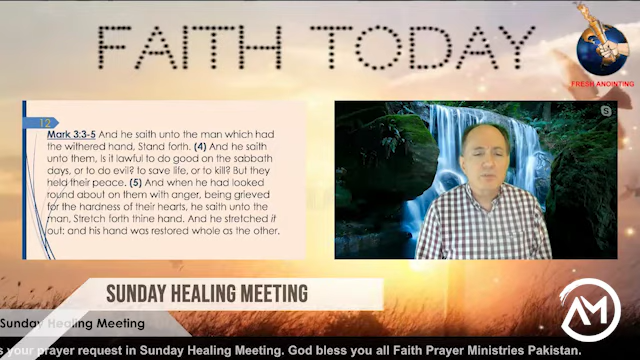 FAITH TODAY
FRESH ANOINTING
12
Mark 3:3-5 And he saith unto the man which had
the withered hand, Stand forth. (4) And he saith
unto them, Is it lawful to do good on the sabbath
days, or to do evil? to save life, or to kill? But they
held their peace. (5) And when he had looked
round about on them with anger, being grieved
for the hardness of their hearts, he saith unto the
man, Stretch forth thine hand. And he stretched it
out: and his hand was restored whole as the other.
SUNDAY HEALING MEETING
Sunday Healing Meeting
s your prayer request in Sunday Healing Meeting. God bless you all Faith Prayer Ministries Pakistan.